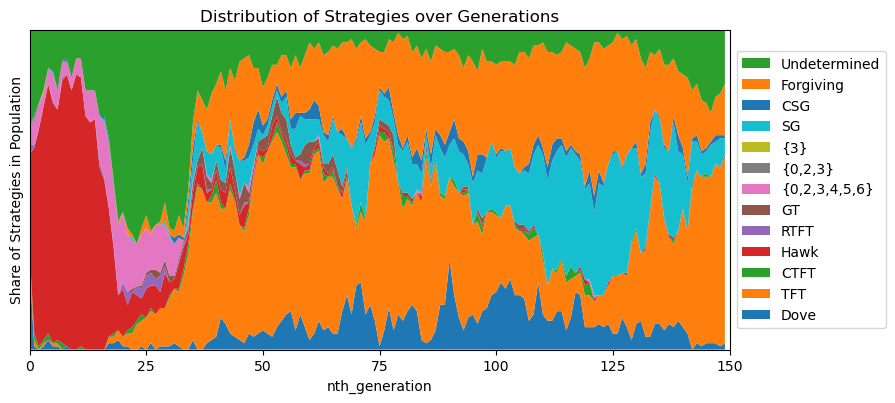 Distribution of Strategies over Generations
Share of Strategies in Population
Undetermined
Forgiving
CSG
SG
{3}
{0,2,3}
{0,2,3,4,5,6}
GT
RTFT
Hawk
CTFT
TFT
Dove
0 25 50 75 100 125 150
nth_generation